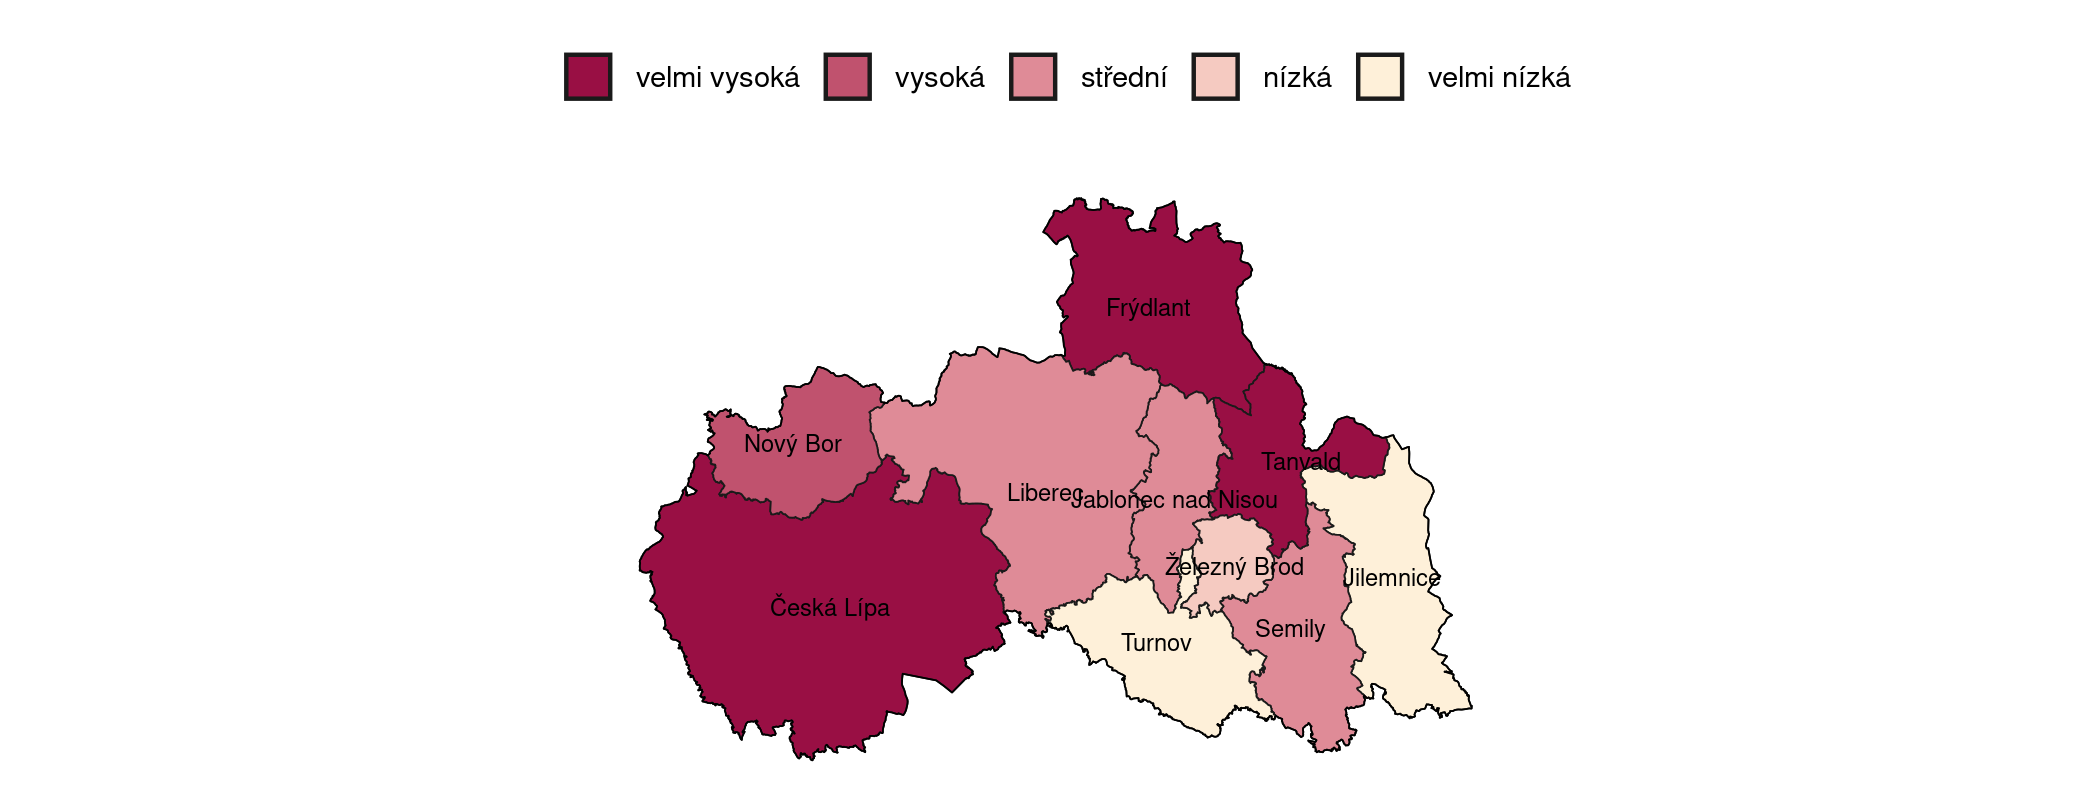 velmi vysoká
vysoká
střední
nízká
velmi nízká
Frýdlant
Nový Bor
Tanvald
Liberec
Jablonec nad Nisou
Železný Brod
Jilemnice
Česká Lípa
Semily
Turnov